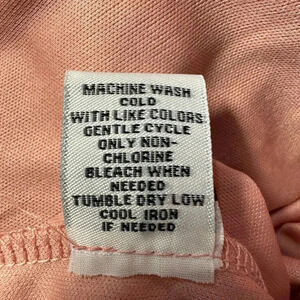 MACHINE WASH
COLD
WITH LIKE COLORS
GENTLE CYCLE
ONLY NON-
CHLORINE
BLEACH WHEN
NEEDED
TUMBLE DRY LOW
COOL IRON
IF NEEDED